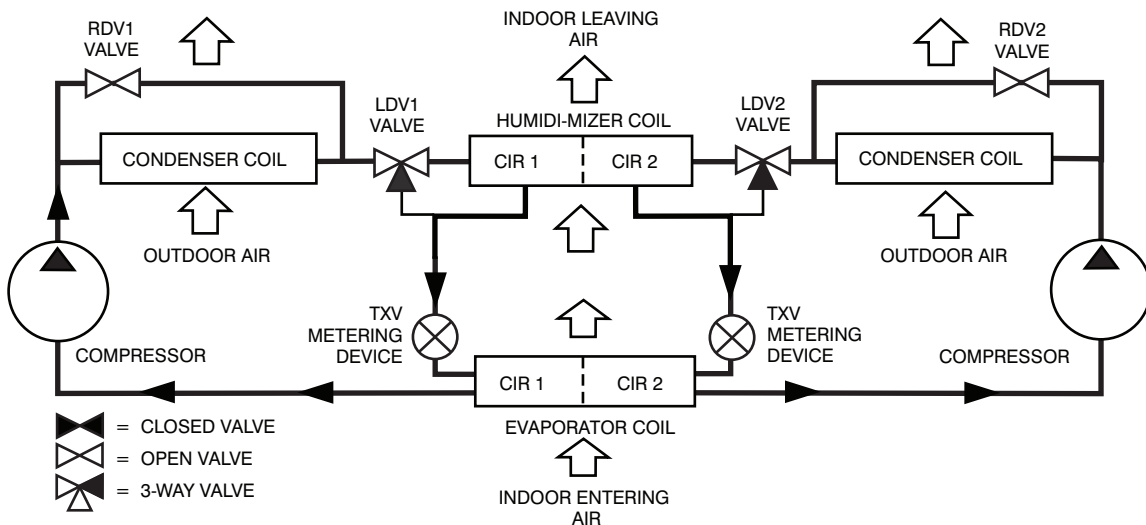 RDV1
VALVE
INDOOR LEAVING
AIR
RDV2
VALVE
LDV1
VALVE
HUMIDI-MIZER COIL
LDV2
VALVE
CONDENSER COIL
CIR 1
CIR 2
CONDENSER COIL
OUTDOOR AIR
OUTDOOR AIR
TXV
METERING
DEVICE
TXV
METERING
DEVICE
COMPRESSOR
COMPRESSOR
CIR 1
CIR 2
EVAPORATOR COIL
= CLOSED VALVE
= OPEN VALVE
= 3-WAY VALVE
INDOOR ENTERING
AIR